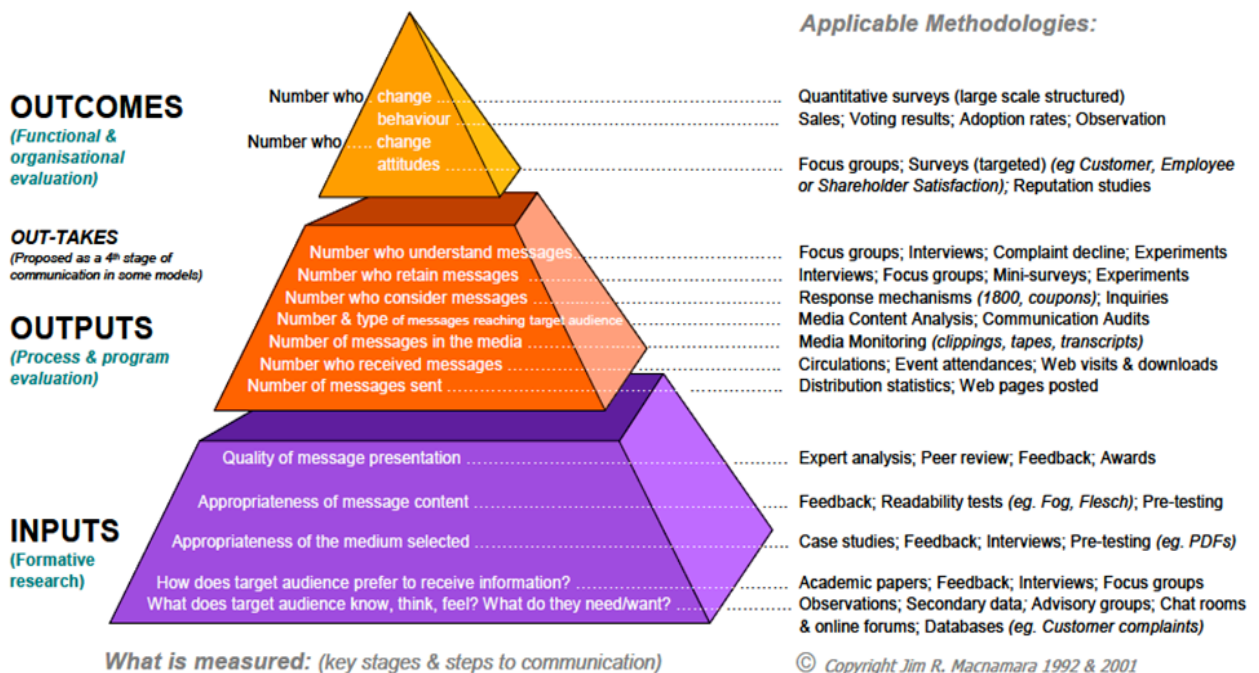 Applicable Methodologies:
OUTCOMES
(Functional &
organisational
evaluation)
Number who change
behaviour
Number who change
attitudes
Quantitative surveys (large scale structured)
Sales; Voting results; Adoption rates; Observation
Focus groups; Surveys (targeted) (eg Customer, Employee
or Shareholder Satisfaction); Reputation studies
OUT-TAKES
(Proposed as a 4th stage of
communication in some models)
OUTPUTS
(Process & program
evaluation)
Number who understand messages
Number who retain messages
Number who consider messages
Number & type of messages reaching target audience
Number of messages in the media
Number who received messages
Number of messages sent
Focus groups; Interviews; Complaint decline; Experiments
Interviews; Focus groups; Mini-surveys; Experiments
Response mechanisms (1800, coupons); Inquiries
Media Content Analysis; Communication Audits
Media Monitoring (clippings, tapes, transcripts)
Circulations; Event attendances; Web visits & downloads
Distribution statistics; Web pages posted
INPUTS
(Formative
research)
Quality of message presentation
Appropriateness of message content
Appropriateness of the medium selected
How does target audience prefer to receive information?
What does target audience know, think, feel? What do they need/want?
Expert analysis; Peer review; Feedback; Awards
Feedback; Readability tests (eg. Fog, Flesch); Pre-testing
Case studies; Feedback; Interviews; Pre-testing (eg. PDFs)
Academic papers; Feedback; Interviews; Focus groups
Observations; Secondary data; Advisory groups; Chat rooms
& online forums; Databases (eg. Customer complaints)
What is measured: (key stages & steps to communication)
© Copyright Jim R. Macnamara 1992 & 2001